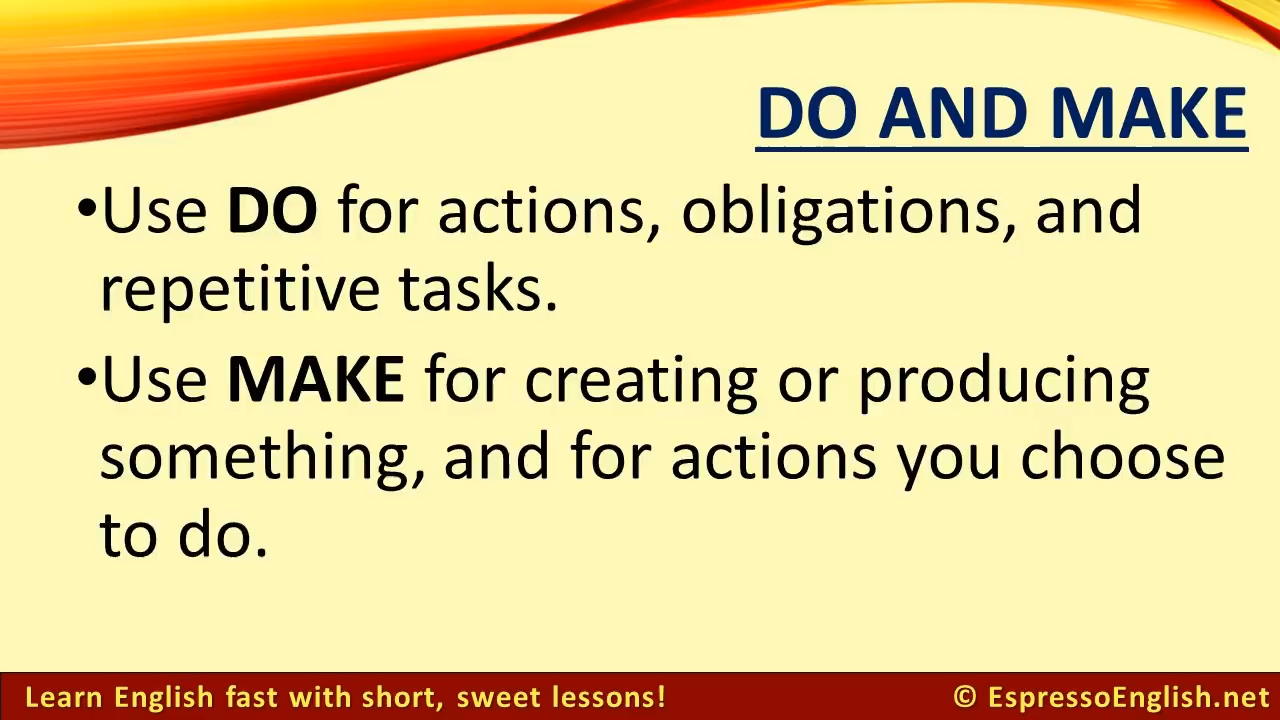 DO AND MAKE
•Use DO for actions, obligations, and
repetitive tasks.
•Use MAKE for creating or producing
something, and for actions you choose
to do.
Learn English fast with short, sweet lessons!
© EspressoEnglish.net